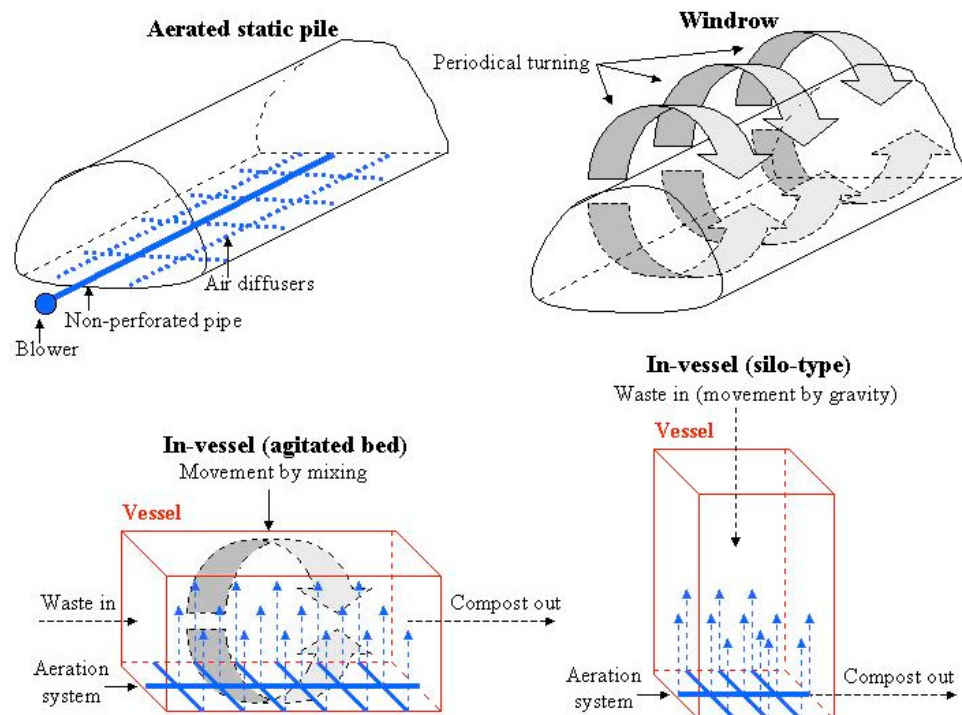 Aerated static pile
Air diffusers
Non-perforated pipe
Blower
Windrow
Periodical turning
In-vessel (agitated bed)
Movement by mixing
Vessel
Waste in
Compost out
Aeration
system
In-vessel (silo-type)
Waste in (movement by gravity)
Vessel
Aeration
system
Compost out